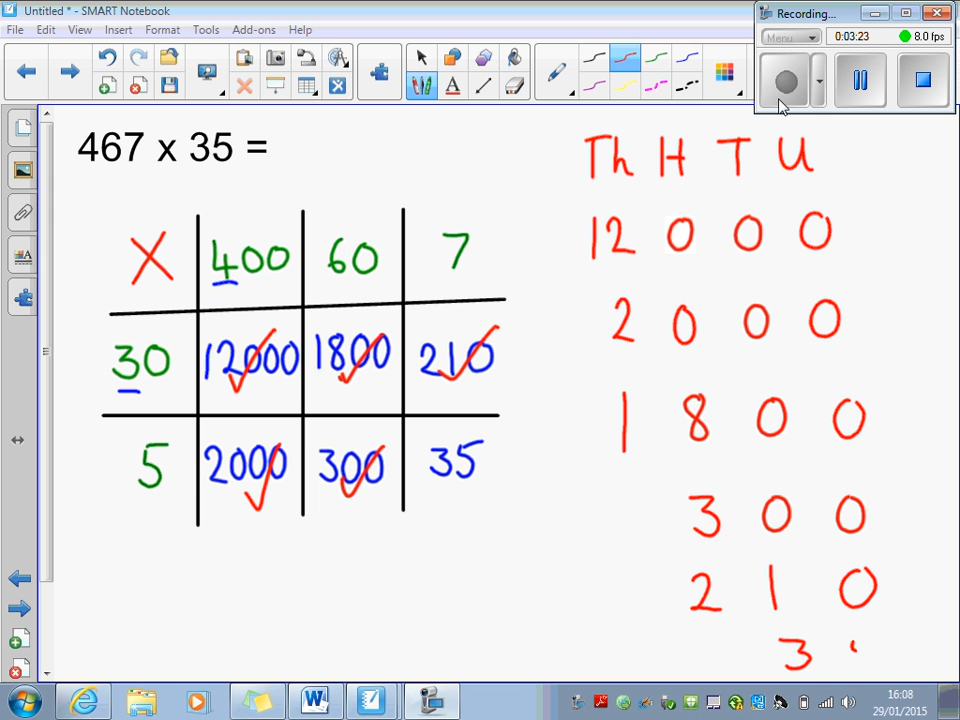 Untitled * - SMART Notebook
File Edit View Insert Format Tools Add-ons Help
Recording...
Menu 0:03:23 8.0 fps
467 x 35 =
Th H T U
X 400 60 7
12 0 0 0
30 12000 1800 210
2 0 0 0
1 8 0 0
5 2000 300 35
3 0 0
2 1 0
3
16:08
29/01/2015